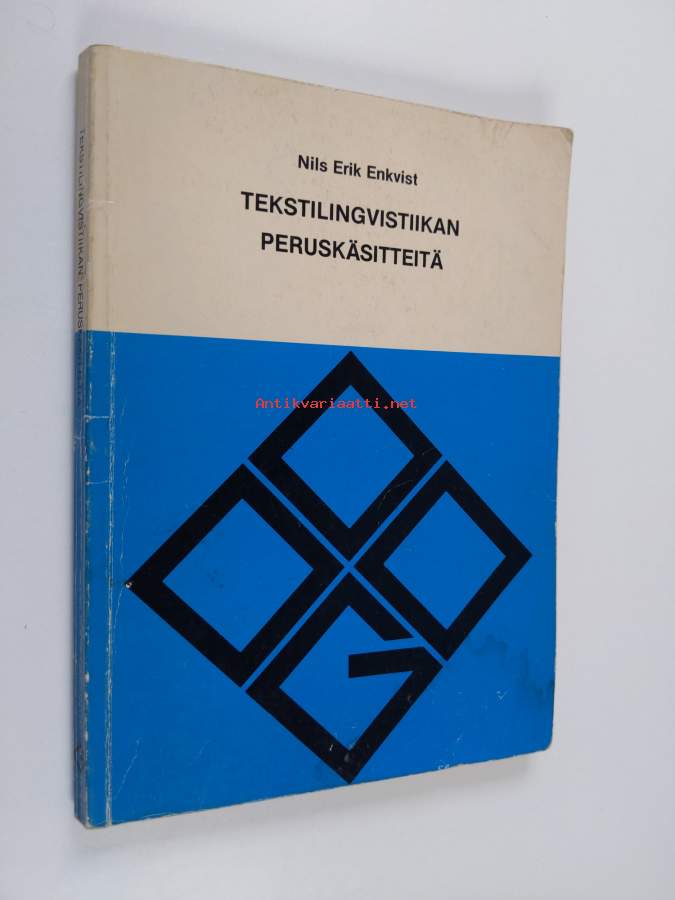 Nils Erik Enkvist
TEKSTILINGVISTIIKAN
PERUSKÄSITTEITÄ
Antikvariaatti.net
TEKSTILINGVISTIIKAN